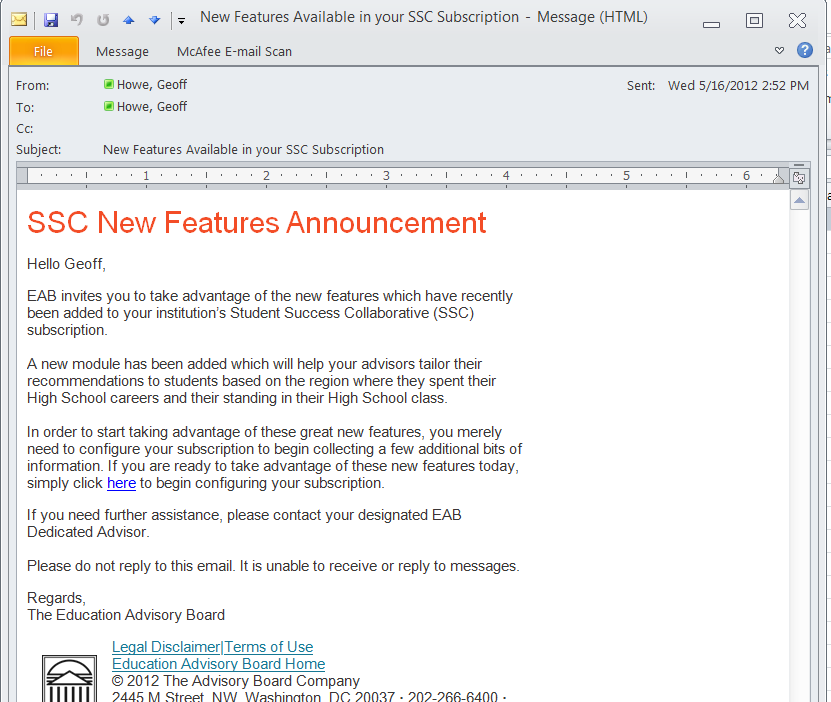 New Features Available in your SSC Subscription - Message (HTML)
File Message McAfee E-mail Scan
From: Howe, Geoff Sent: Wed 5/16/2012 2:52 PM
To: Howe, Geoff
Cc:
Subject: New Features Available in your SSC Subscription
1 2 3 4 5 6
SSC New Features Announcement
Hello Geoff,
EAB invites you to take advantage of the new features which have recently
been added to your institution's Student Success Collaborative (SSC)
subscription.
A new module has been added which will help your advisors tailor their
recommendations to students based on the region where they spent their
High School careers and their standing in their High School class.
In order to start taking advantage of these great new features, you merely
need to configure your subscription to begin collecting a few additional bits of
information. If you are ready to take advantage of these new features today,
simply click here to begin configuring your subscription.
If you need further assistance, please contact your designated EAB
Dedicated Advisor.
Please do not reply to this email. It is unable to receive or reply to messages.
Regards,
The Education Advisory Board
Legal Disclaimer|Terms of Use
Education Advisory Board Home
© 2012 The Advisory Board Company
2445 M Street, NW, Washington, DC 20037 · 202-266-6400 ·